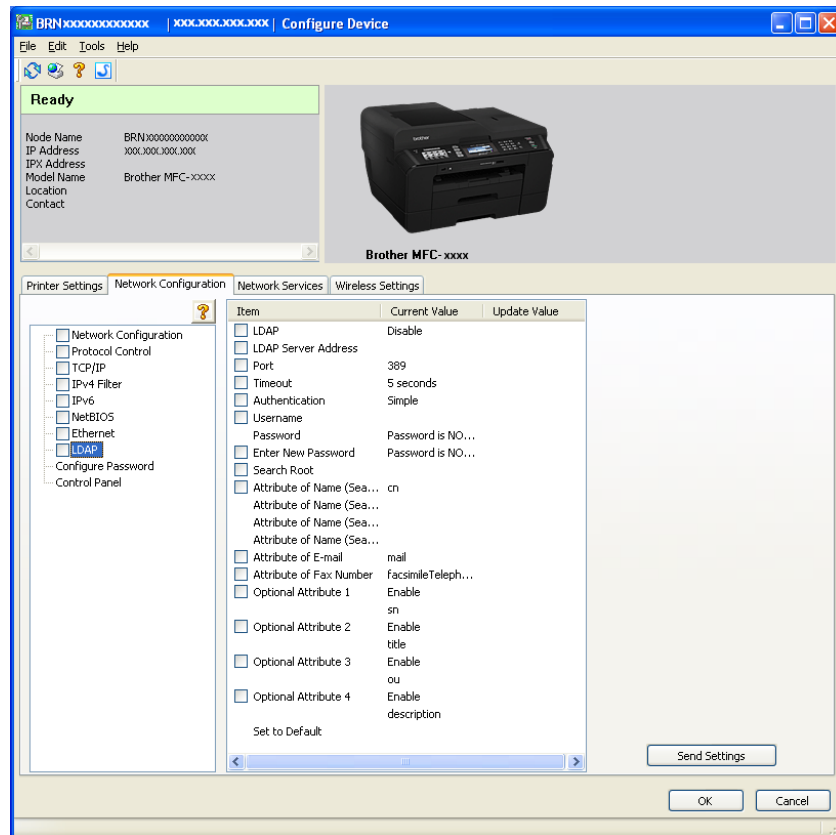 BRNxxxxxxxxxxxx | xxx.xxx.xxx.xxx | Configure Device
File Edit Tools Help
Ready
Node Name BRNxxxxxxxxxxxx
IP Address xxx.xxx.xxx.xxx
IPX Address
Model Name Brother MFC-xxxx
Location
Contact
brother
Brother MFC- xxxx
Printer Settings Network Configuration Network Services Wireless Settings
Network Configuration
Protocol Control
TCP/IP
IPv4 Filter
IPv6
NetBIOS
Ethernet
LDAP
Configure Password
Control Panel
Item Current Value Update Value
LDAP Disable
LDAP Server Address
Port 389
Timeout 5 seconds
Authentication Simple
Username
Password Password is NO...
Enter New Password Password is NO...
Search Root
Attribute of Name (Sea... cn
Attribute of Name (Sea...
Attribute of Name (Sea...
Attribute of Name (Sea...
Attribute of E-mail mail
Attribute of Fax Number facsimileTeleph...
Optional Attribute 1 Enable
sn
Optional Attribute 2 Enable
title
Optional Attribute 3 Enable
ou
Optional Attribute 4 Enable
description
Set to Default
Send Settings
OK Cancel